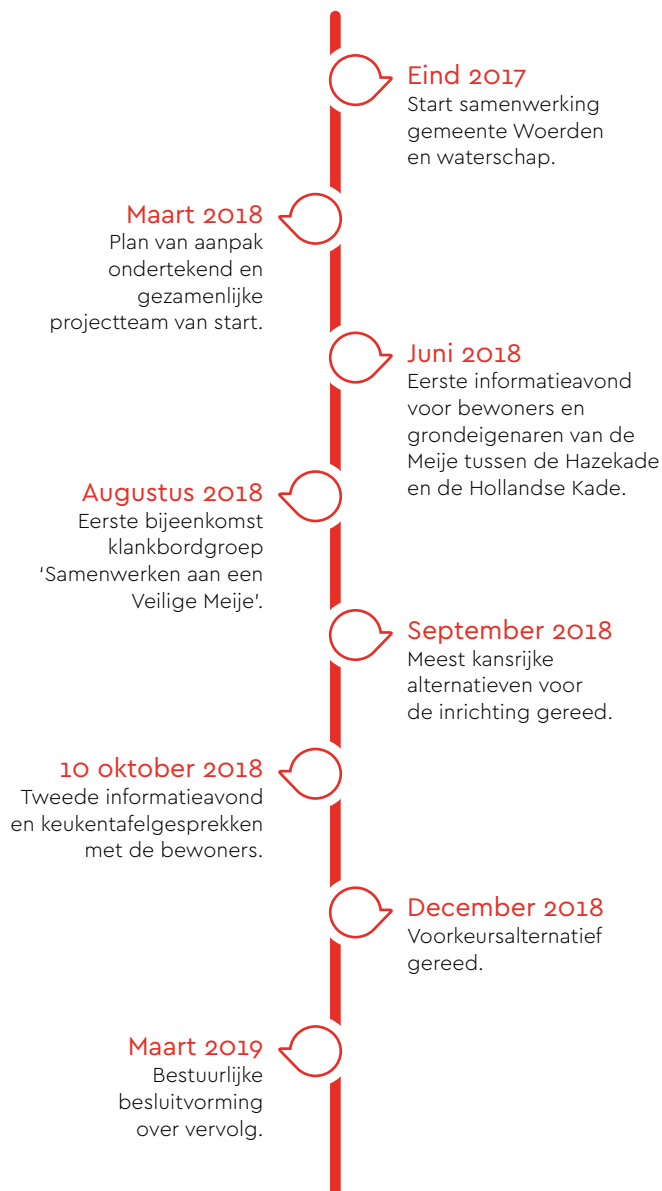 Eind 2017
Start samenwerking
gemeente Woerden
en waterschap.
Maart 2018
Plan van aanpak
ondertekend en
gezamenlijke
projectteam van start.
Juni 2018
Eerste informatieavond
voor bewoners en
grondeigenaren van de
Meije tussen de Hazekade
en de Hollandse Kade.
Augustus 2018
Eerste bijeenkomst
klankbordgroep
‘Samenwerken aan een
Veilige Meije’.
September 2018
Meest kansrijke
alternatieven voor
de inrichting gereed.
10 oktober 2018
Tweede informatieavond
en keukentafelgesprekken
met de bewoners.
December 2018
Voorkeursalternatief
gereed.
Maart 2019
Bestuurlijke
besluitvorming
over vervolg.